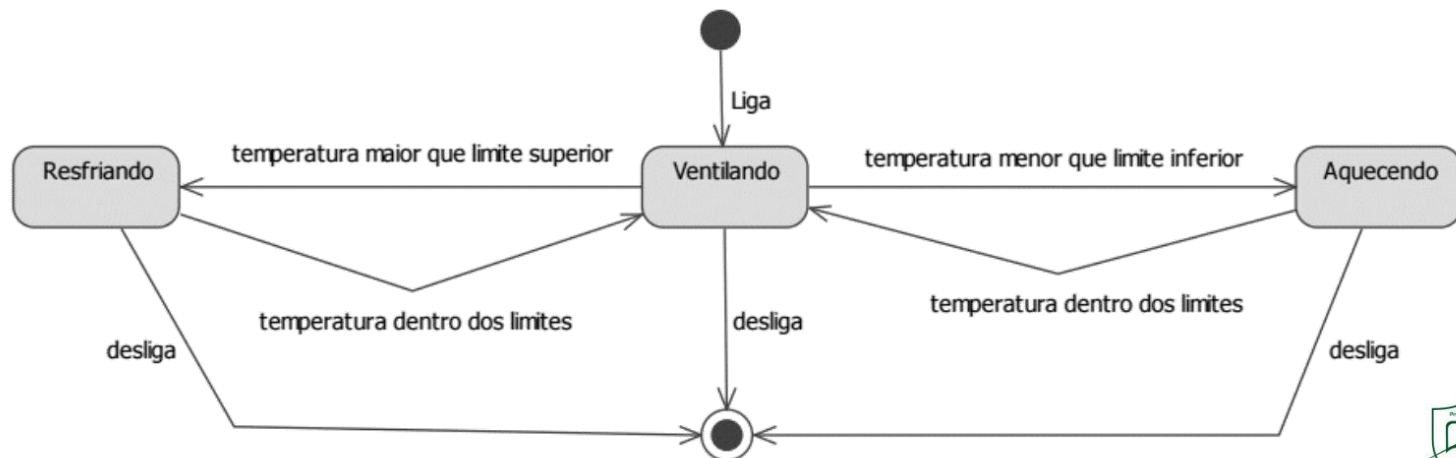 Liga
temperatura maior que limite superior
temperatura menor que limite inferior
Resfriando
Ventilando
Aquecendo
temperatura dentro dos limites
temperatura dentro dos limites
desliga
desliga
desliga